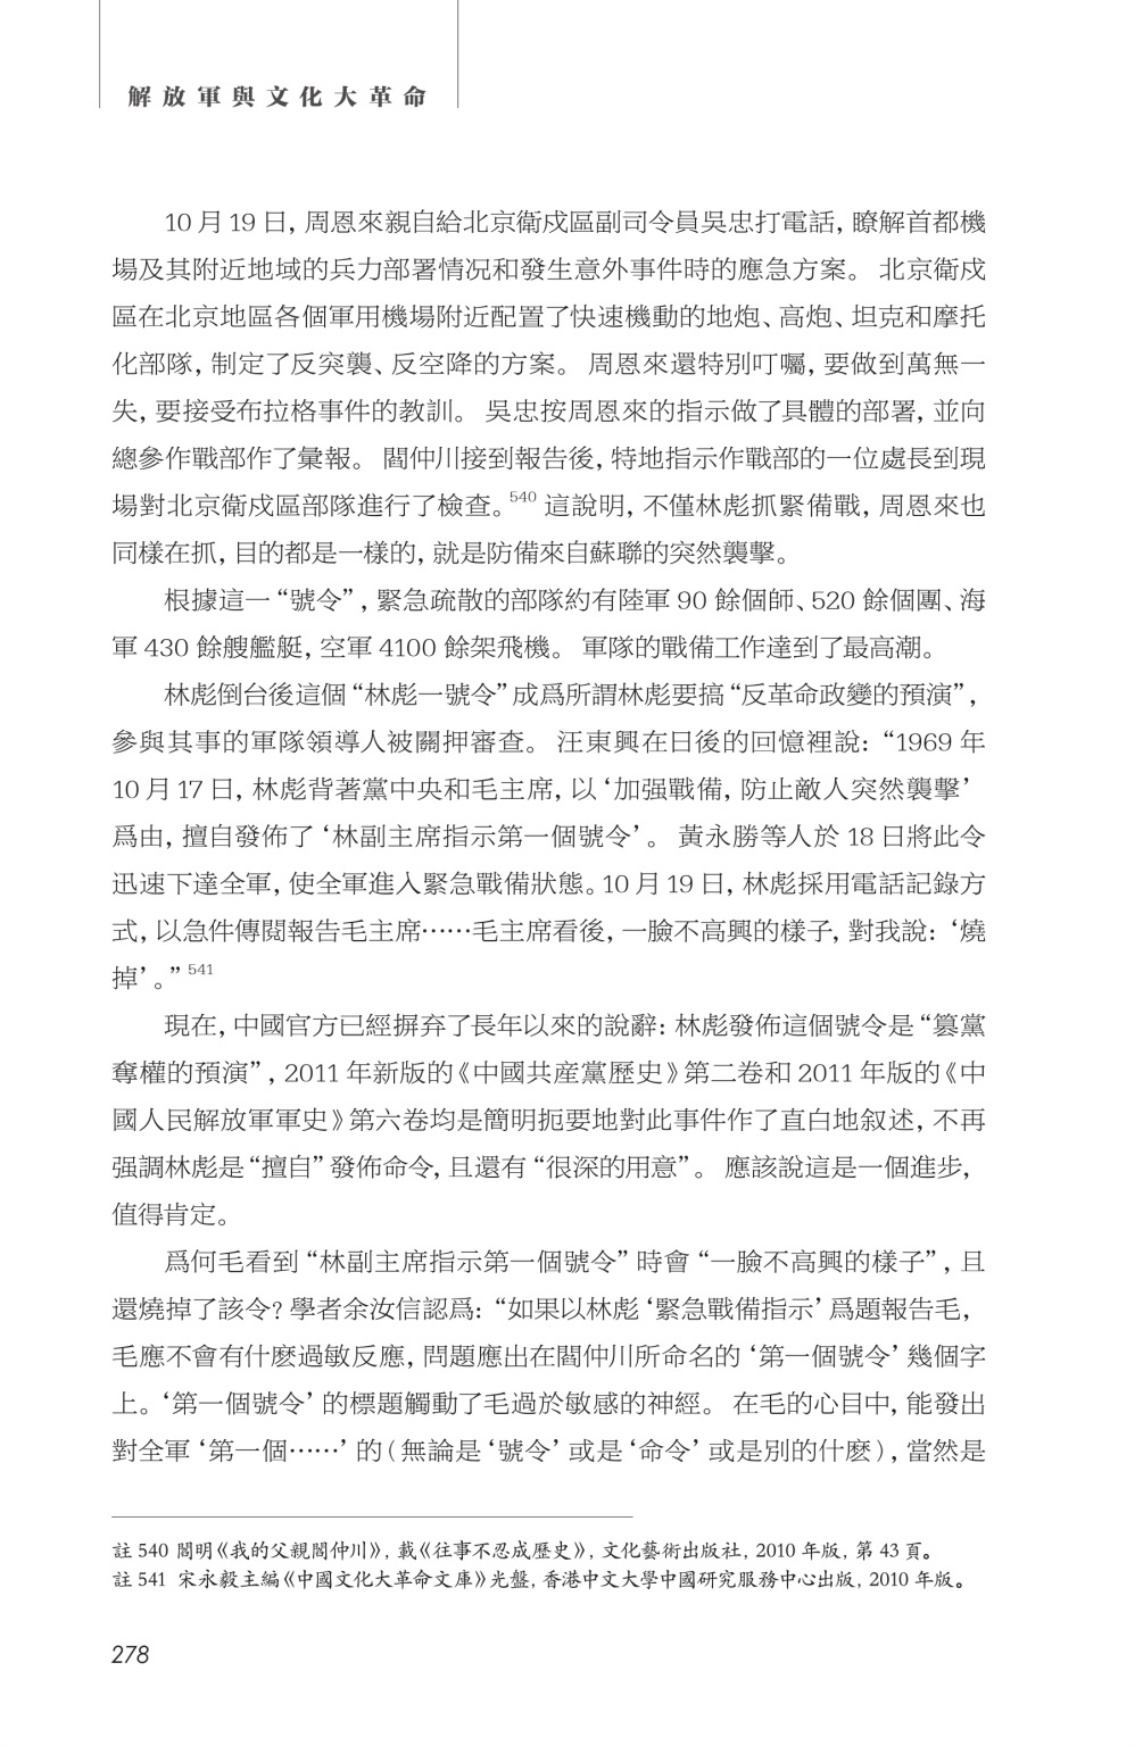 解放軍與文化大革命
10 月 19 日, 周恩來親自給北京衛戍區副司令員吳忠打電話, 瞭解首都機
場及其附近地域的兵力部署情况和發生意外事件時的應急方案。 北京衛戍
區在北京地區各個軍用機場附近配置了快速機動的地炮、高炮、坦克和摩托
化部隊, 制定了反突襲、反空降的方案。 周恩來還特別叮囑, 要做到萬無一
失, 要接受布拉格事件的教訓。 吳忠按周恩來的指示做了具體的部署, 並向
總參作戰部作了彙報。 閻仲川接到報告後, 特地指示作戰部的一位處長到現
場對北京衛戍區部隊進行了檢查。540 這說明, 不僅林彪抓緊備戰, 周恩來也
同樣在抓, 目的都是一樣的, 就是防備來自蘇聯的突然襲擊。
根據這一“號令”, 緊急疏散的部隊約有陸軍 90 餘個師、520 餘個團、海
軍 430 餘艘艦艇, 空軍 4100 餘架飛機。 軍隊的戰備工作達到了最高潮。
林彪倒台後這個“林彪一號令”成爲所謂林彪要搞“反革命政變的預演”,
參與其事的軍隊領導人被關押審查。 汪東興在日後的回憶裡說: “1969 年
10 月 17 日, 林彪背著黨中央和毛主席, 以‘加强戰備, 防止敵人突然襲擊’
爲由, 擅自發佈了‘林副主席指示第一個號令’。 黃永勝等人於 18 日將此令
迅速下達全軍, 使全軍進入緊急戰備狀態。10 月 19 日, 林彪採用電話記錄方
式, 以急件傳閱報告毛主席……毛主席看後, 一臉不高興的樣子, 對我說: ‘燒
掉’。” 541
現在, 中國官方已經摒弃了長年以來的說辭: 林彪發佈這個號令是“篡黨
奪權的預演”, 2011 年新版的《中國共産黨歷史》第二卷和 2011 年版的《中
國人民解放軍軍史》第六卷均是簡明扼要地對此事件作了直白地叙述, 不再
强調林彪是“擅自”發佈命令, 且還有“很深的用意”。 應該說這是一個進步,
值得肯定。
爲何毛看到“林副主席指示第一個號令”時會“一臉不高興的樣子”, 且
還燒掉了該令? 學者余汝信認爲: “如果以林彪‘緊急戰備指示’爲題報告毛,
毛應不會有什麽過敏反應, 問題應出在閻仲川所命名的‘第一個號令’幾個字
上。‘第一個號令’的標題觸動了毛過於敏感的神經。 在毛的心目中, 能發出
對全軍‘第一個……’的(無論是‘號令’或是‘命令’或是別的什麽), 當然是
註 540 閻明《我的父親閻仲川》, 載《往事不忍成歷史》, 文化藝術出版社, 2010 年版, 第 43 頁。
註 541 宋永毅主編《中國文化大革命文庫》光盤, 香港中文大學中國研究服務中心出版, 2010 年版。
278